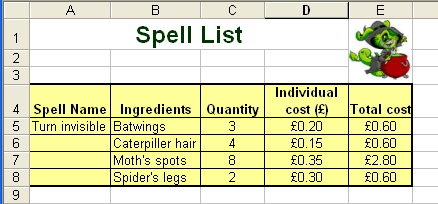 A B C D E
1 Spell List
2
3
Individual
4 Spell Name Ingredients Quantity cost (£) Total cost
5 Turn invisible Batwings 3 £0.20 £0.60
6 Caterpiller hair 4 £0.15 £0.60
7 Moth's spots 8 £0.35 £2.80
8 Spider's legs 2 £0.30 £0.60
9